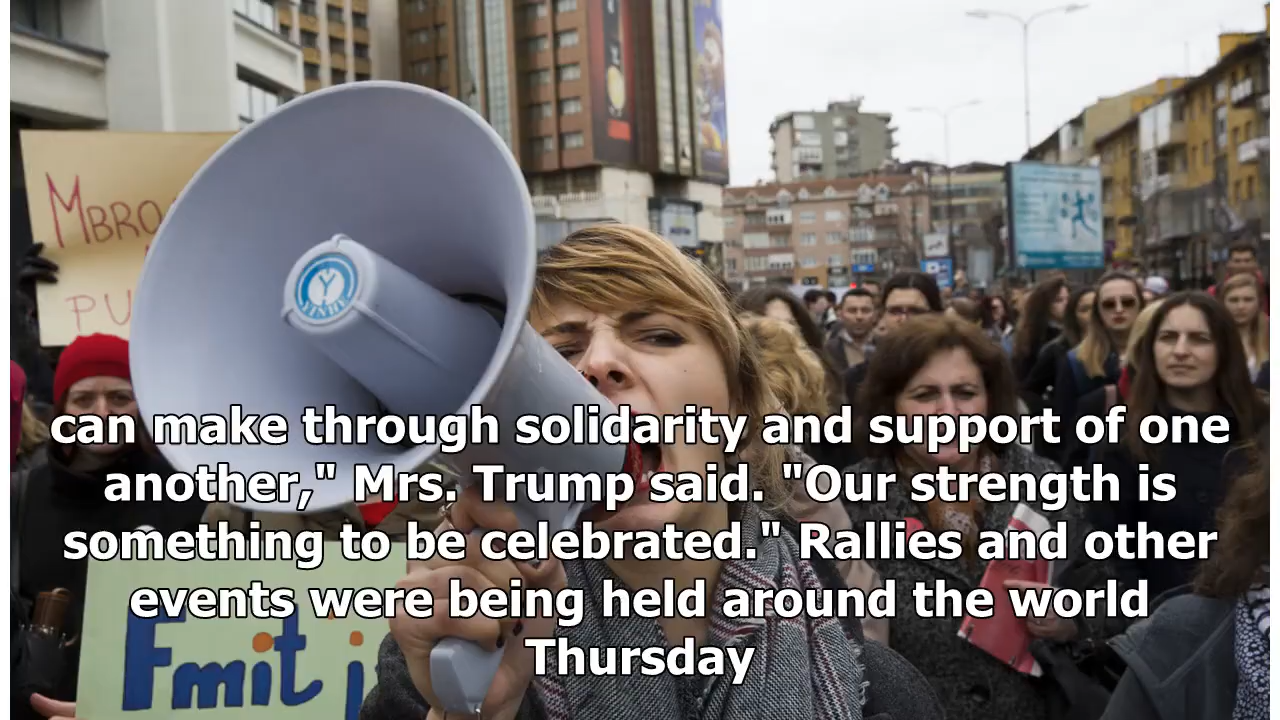 MBRO
PU
Y
YINHE
can make through solidarity and support of one
another," Mrs. Trump said. "Our strength is
something to be celebrated." Rallies and other
events were being held around the world
Thursday
Fmit j